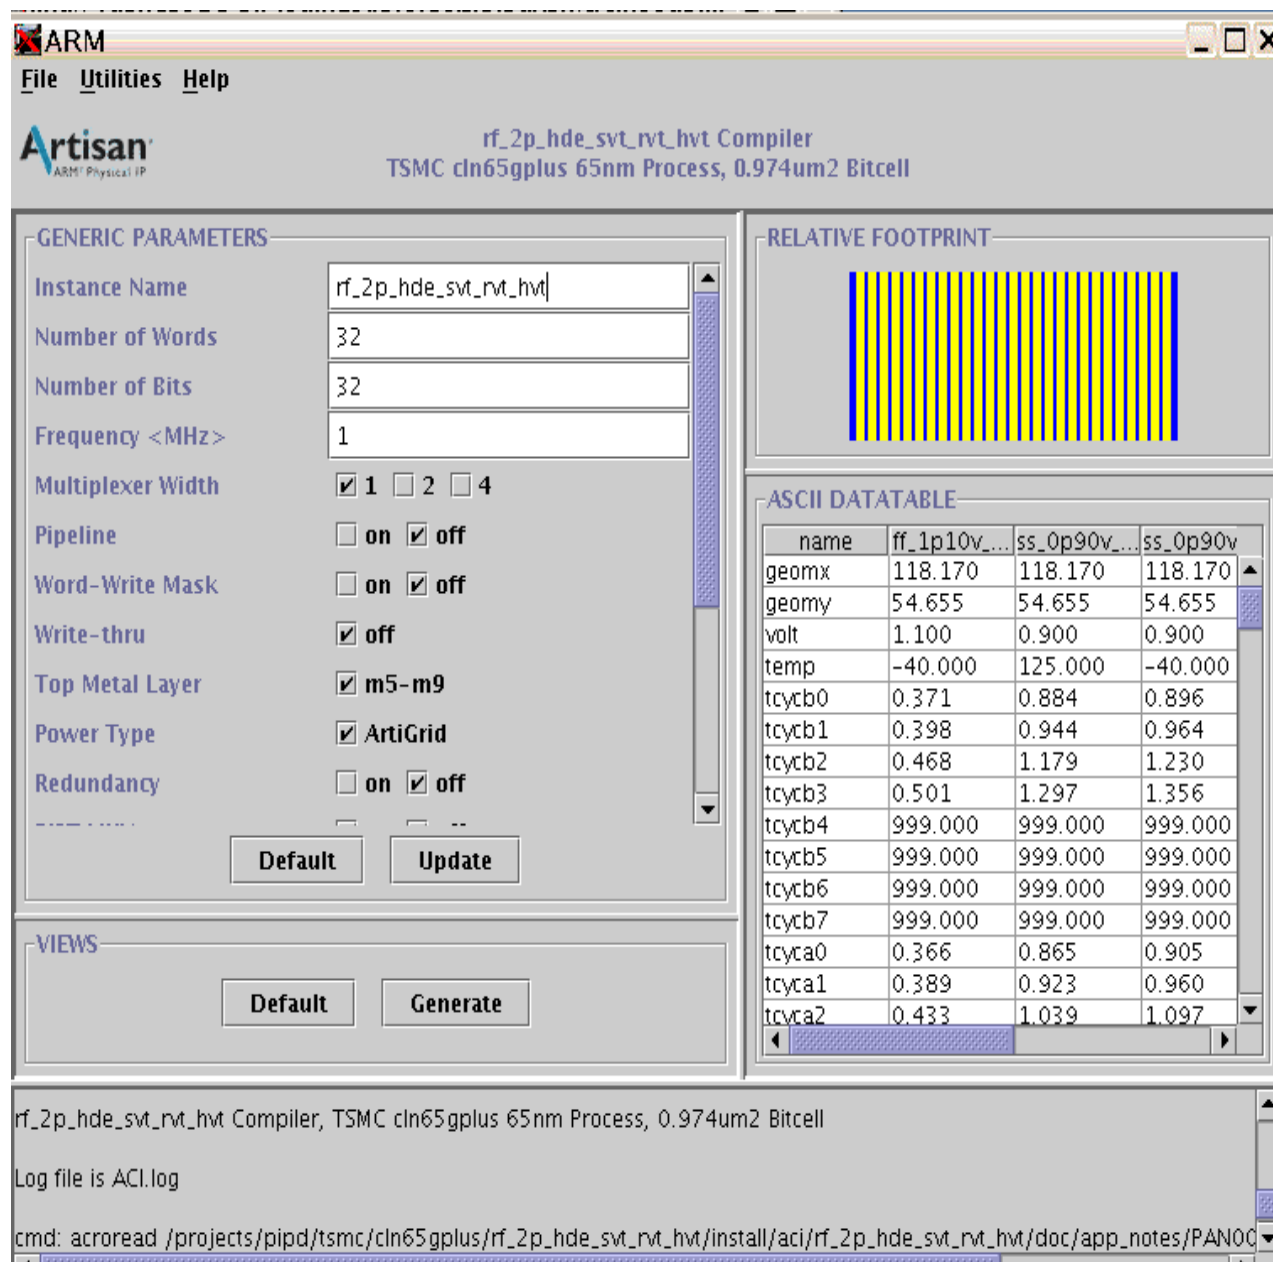 ARM
File Utilities Help
Artisan
ARM Physical IP
rf_2p_hde_svt_rvt_hvt Compiler
TSMC cln65gplus 65nm Process, 0.974um2 Bitcell
GENERIC PARAMETERS
Instance Name rf_2p_hde_svt_rvt_hvt
Number of Words 32
Number of Bits 32
Frequency <MHz> 1
Multiplexer Width 1 2 4
Pipeline on off
Word-Write Mask on off
Write-thru off
Top Metal Layer m5-m9
Power Type ArtiGrid
Redundancy on off
Default Update
VIEWS
Default Generate
RELATIVE FOOTPRINT
ASCII DATATABLE
name ff_1p10v_... ss_0p90v_... ss_0p90v
geomx 118.170 118.170 118.170
geomy 54.655 54.655 54.655
volt 1.100 0.900 0.900
temp -40.000 125.000 -40.000
tcycb0 0.371 0.884 0.896
tcycb1 0.398 0.944 0.964
tcycb2 0.468 1.179 1.230
tcycb3 0.501 1.297 1.356
tcycb4 999.000 999.000 999.000
tcycb5 999.000 999.000 999.000
tcycb6 999.000 999.000 999.000
tcycb7 999.000 999.000 999.000
tcyca0 0.366 0.865 0.905
tcyca1 0.389 0.923 0.960
tcyca2 0.433 1.039 1.097
rf_2p_hde_svt_rvt_hvt Compiler, TSMC cln65gplus 65nm Process, 0.974um2 Bitcell
Log file is ACI.log
cmd: acroread /projects/pipd/tsmc/cln65gplus/rf_2p_hde_svt_rvt_hvt/install/aci/rf_2p_hde_svt_rvt_hvt/doc/app_notes/PAN00